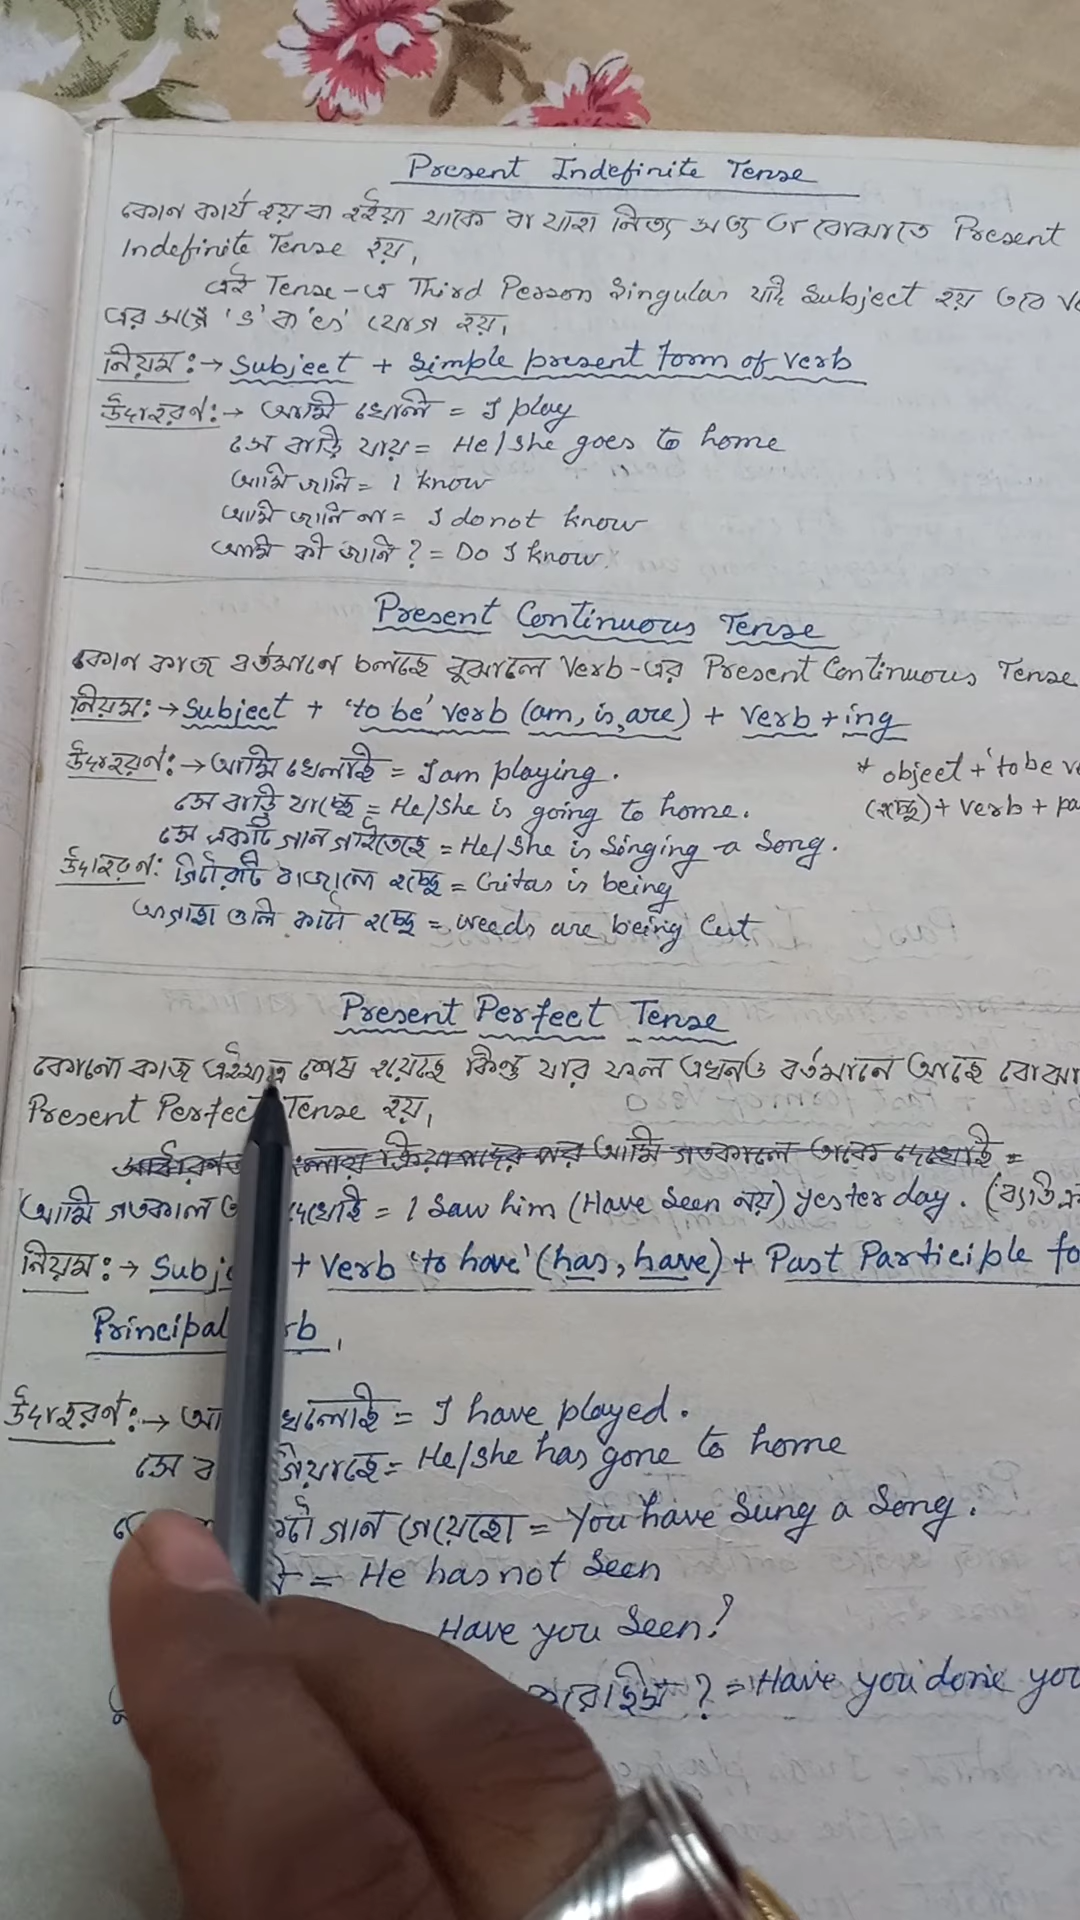 Present Indefinite Tense
কোন কার্য হয় বা হইয়া থাকে বা যাহা নিত্য সত্য তা বোঝাতে Present
Indefinite Tense হয়,
এই Tense-এ Third Person Singular যদি Subject হয় তবে
এর সঙ্গে 's' বা 'es' যোগ হয়,
নিয়ম :→ Subject + Simple present form of verb
উদাহরণ :→ আমি খেলি = I play
সে বাড়ি যায় = He/She goes to home
আমি জানি = I know
আমি জানি না = I do not know
আমি কী জানি ? = Do I know
Present Continuous Tense
কোন কাজ বর্তমানে চলছে বুঝালে Verb-এর Present Continuous Tense
নিয়ম :→ Subject + 'to be' verb (am, is, are) + Verb + ing
উদাহরণ :→ আমি খেলছি = I am playing.
* object + 'to be
সে বাড়ি যাচ্ছে = He/She is going to home.
(হচ্ছে) + verb +
সে একটি গান গাইতেছে = He/She is Singing a Song.
উদাহরণ : গিটারটি বাজানো হচ্ছে = Gitar is being
আগাছা গুলি কাটা হচ্ছে = weeds are being Cut
Present Perfect Tense
কোনো কাজ এইমাত্র শেষ হয়েছে কিন্তু যার ফল এখনও বর্তমানে আছে
Present Perfect Tense হয়,
আমি গতকালে তাকে দেখেছি =
আমি গতকাল দেখেছি = I Saw him (Have Seen নয়) yesterday.
নিয়ম :→ + Verb 'to have' (has, have) + Past Participle
Principal
উদাহরণ :→ = I have played.
সে গিয়াছে = He/She has gone to home
গান গেয়েছো = You have Sung a Song.
= He has not Seen
Have you Seen?
? = Have you done